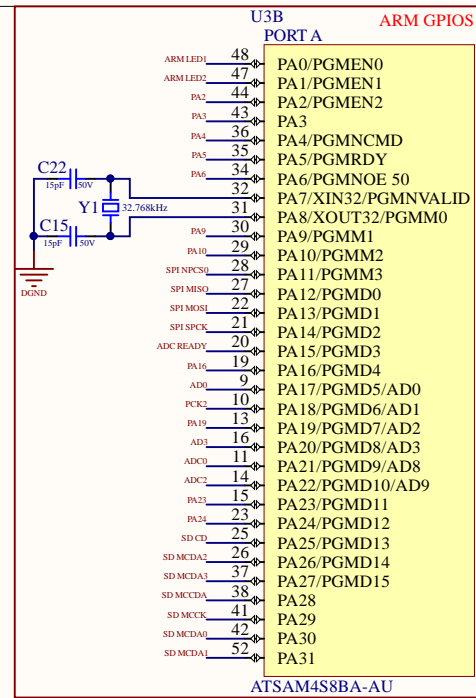 U3B
ARM GPIOS
PORT A
ARM LED1 48 PA0/PGMEN0
ARM LED2 47 PA1/PGMEN1
PA2 44 PA2/PGMEN2
PA3 43 PA3
PA4 36 PA4/PGMNCMD
PA5 35 PA5/PGMRDY
PA6 34 PA6/PGMNOE 50
32 PA7/XIN32/PGMNVALID
31 PA8/XOUT32/PGMM0
C22
15pF 50V
Y1
32.768kHz
C15
15pF 50V
DGND
PA9 30 PA9/PGMM1
PA10 29 PA10/PGMM2
SPI NPCS0 28 PA11/PGMM3
SPI MISO 27 PA12/PGMD0
SPI MOSI 22 PA13/PGMD1
SPI SPCK 21 PA14/PGMD2
ADC READY 20 PA15/PGMD3
PA16 19 PA16/PGMD4
AD0 9 PA17/PGMD5/AD0
PCK2 10 PA18/PGMD6/AD1
PA19 13 PA19/PGMD7/AD2
AD3 16 PA20/PGMD8/AD3
ADC0 11 PA21/PGMD9/AD8
ADC2 14 PA22/PGMD10/AD9
PA23 15 PA23/PGMD11
PA24 23 PA24/PGMD12
SD CD 25 PA25/PGMD13
SD MCDA2 26 PA26/PGMD14
SD MCDA3 37 PA27/PGMD15
SD MCCDA 38 PA28
SD MCCK 41 PA29
SD MCDA0 42 PA30
SD MCDA1 52 PA31
ATSAM4S8BA-AU